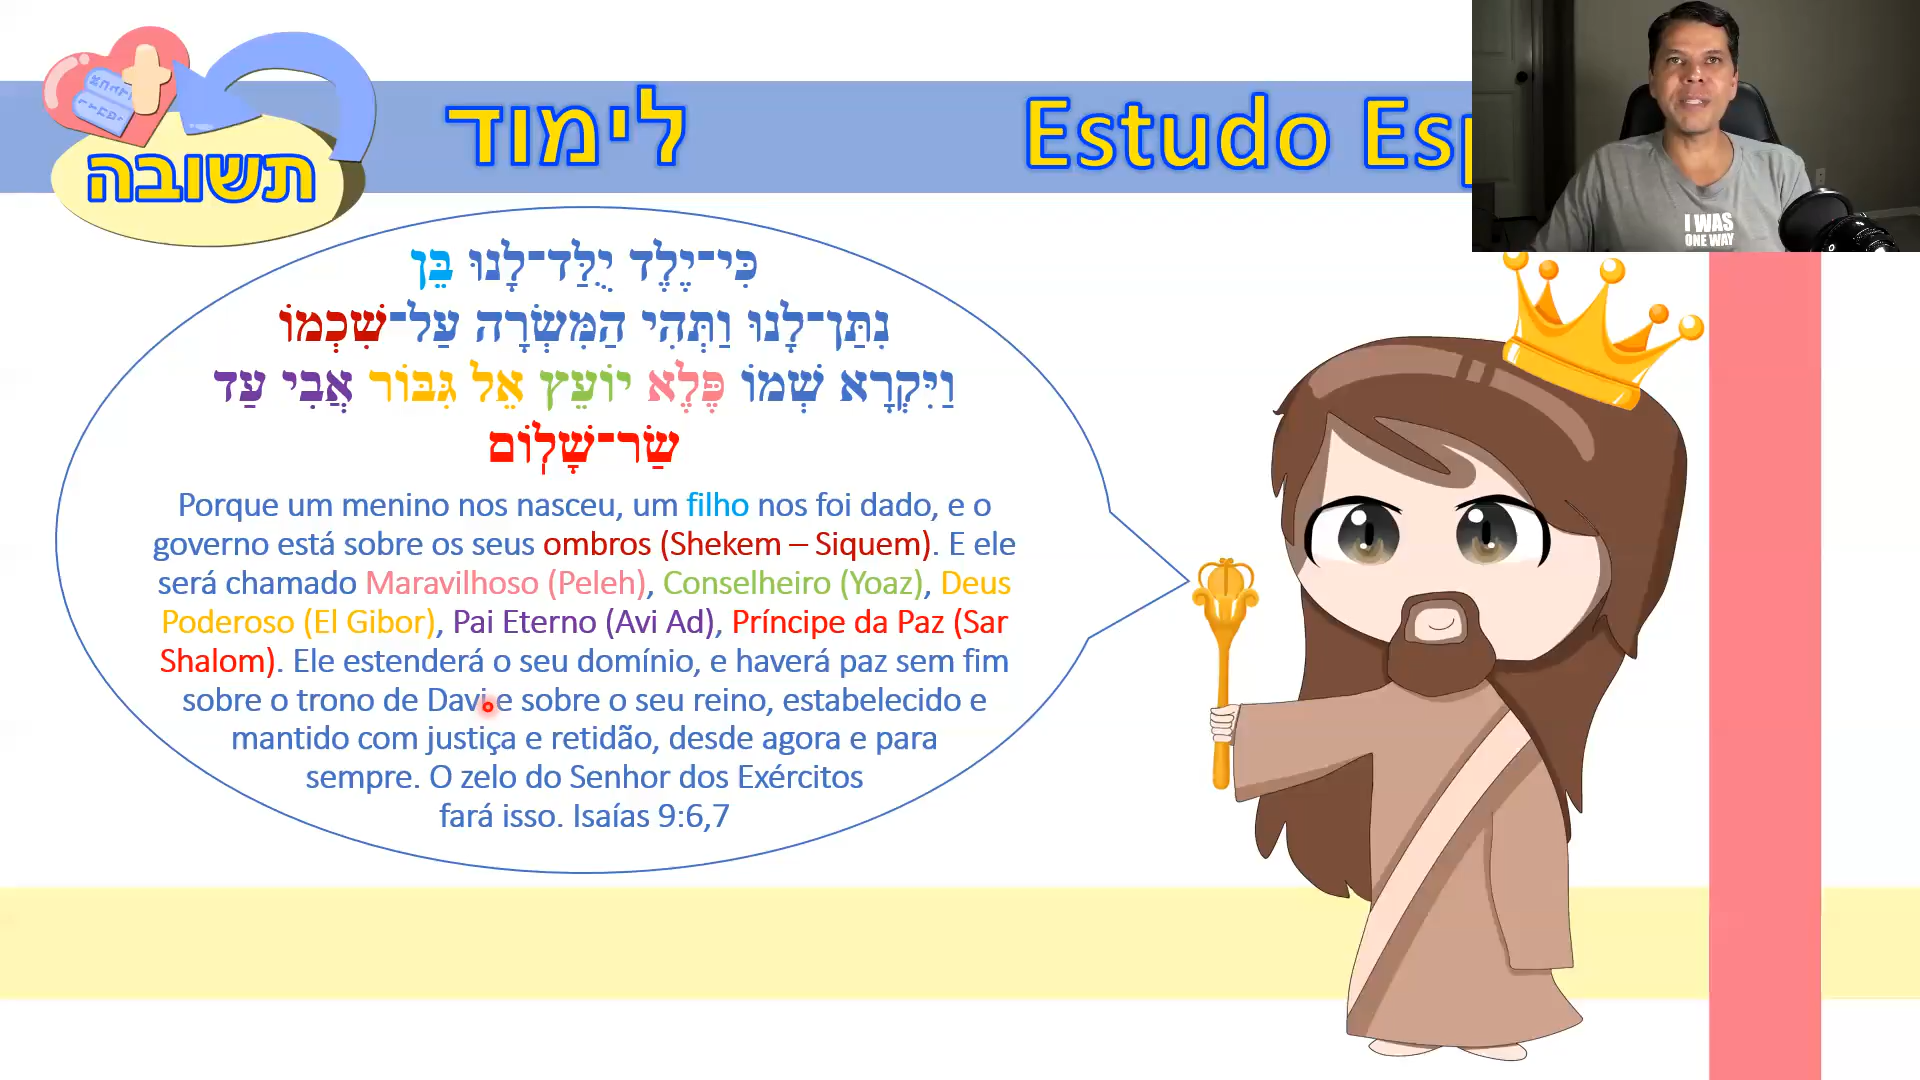 תשובה
לימוד
Estudo Esp
I WAS
ONE WAY
כִּי־יֶלֶד יֻלַּד־לָנוּ בֵּן
נִתַּן־לָנוּ וַתְּהִי הַמִּשְׂרָה עַל־שִׁכְמוֹ
וַיִּקְרָא שְׁמוֹ פֶּלֶא יוֹעֵץ אֵל גִּבּוֹר אֲבִי עַד
שַׂר־שָׁלֽוֹם
Porque um menino nos nasceu, um filho nos foi dado, e o
governo está sobre os seus ombros (Shekem – Siquem). E ele
será chamado Maravilhoso (Peleh), Conselheiro (Yoaz), Deus
Poderoso (El Gibor), Pai Eterno (Avi Ad), Príncipe da Paz (Sar
Shalom). Ele estenderá o seu domínio, e haverá paz sem fim
sobre o trono de Davi e sobre o seu reino, estabelecido e
mantido com justiça e retidão, desde agora e para
sempre. O zelo do Senhor dos Exércitos
fará isso. Isaías 9:6,7